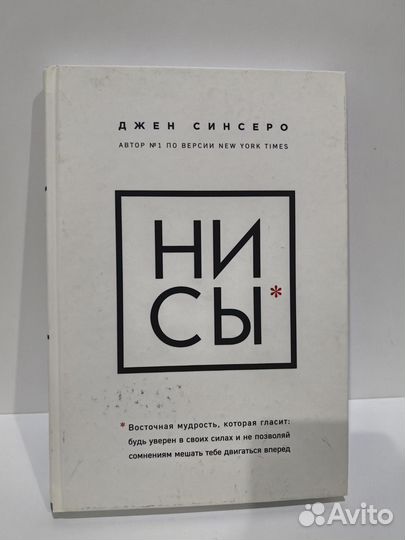 ДЖЕН СИНСЕРО
АВТОР №1 ПО ВЕРСИИ NEW YORK TIMES
НИ
СЫ*
* Восточная мудрость, которая гласит:
будь уверен в своих силах и не позволяй
сомнениям мешать тебе двигаться вперед
Avito